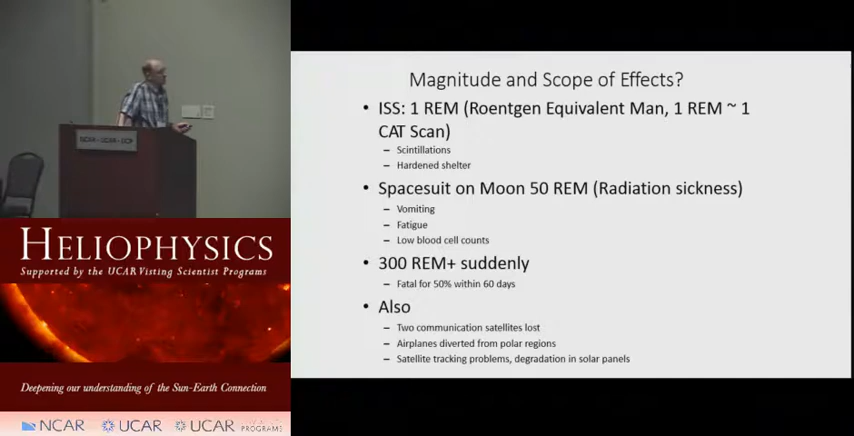 NCAR-UCAR-UCP
HELIOPHYSICS
Supported by the UCAR Visting Scientist Programs
Deepening our understanding of the Sun-Earth Connection
NCAR
UCAR
UCAR PROGRAMS
Magnitude and Scope of Effects?
• ISS: 1 REM (Roentgen Equivalent Man, 1 REM ~ 1
CAT Scan)
– Scintillations
– Hardened shelter
• Spacesuit on Moon 50 REM (Radiation sickness)
– Vomiting
– Fatigue
– Low blood cell counts
• 300 REM+ suddenly
– Fatal for 50% within 60 days
• Also
– Two communication satellites lost
– Airplanes diverted from polar regions
– Satellite tracking problems, degradation in solar panels